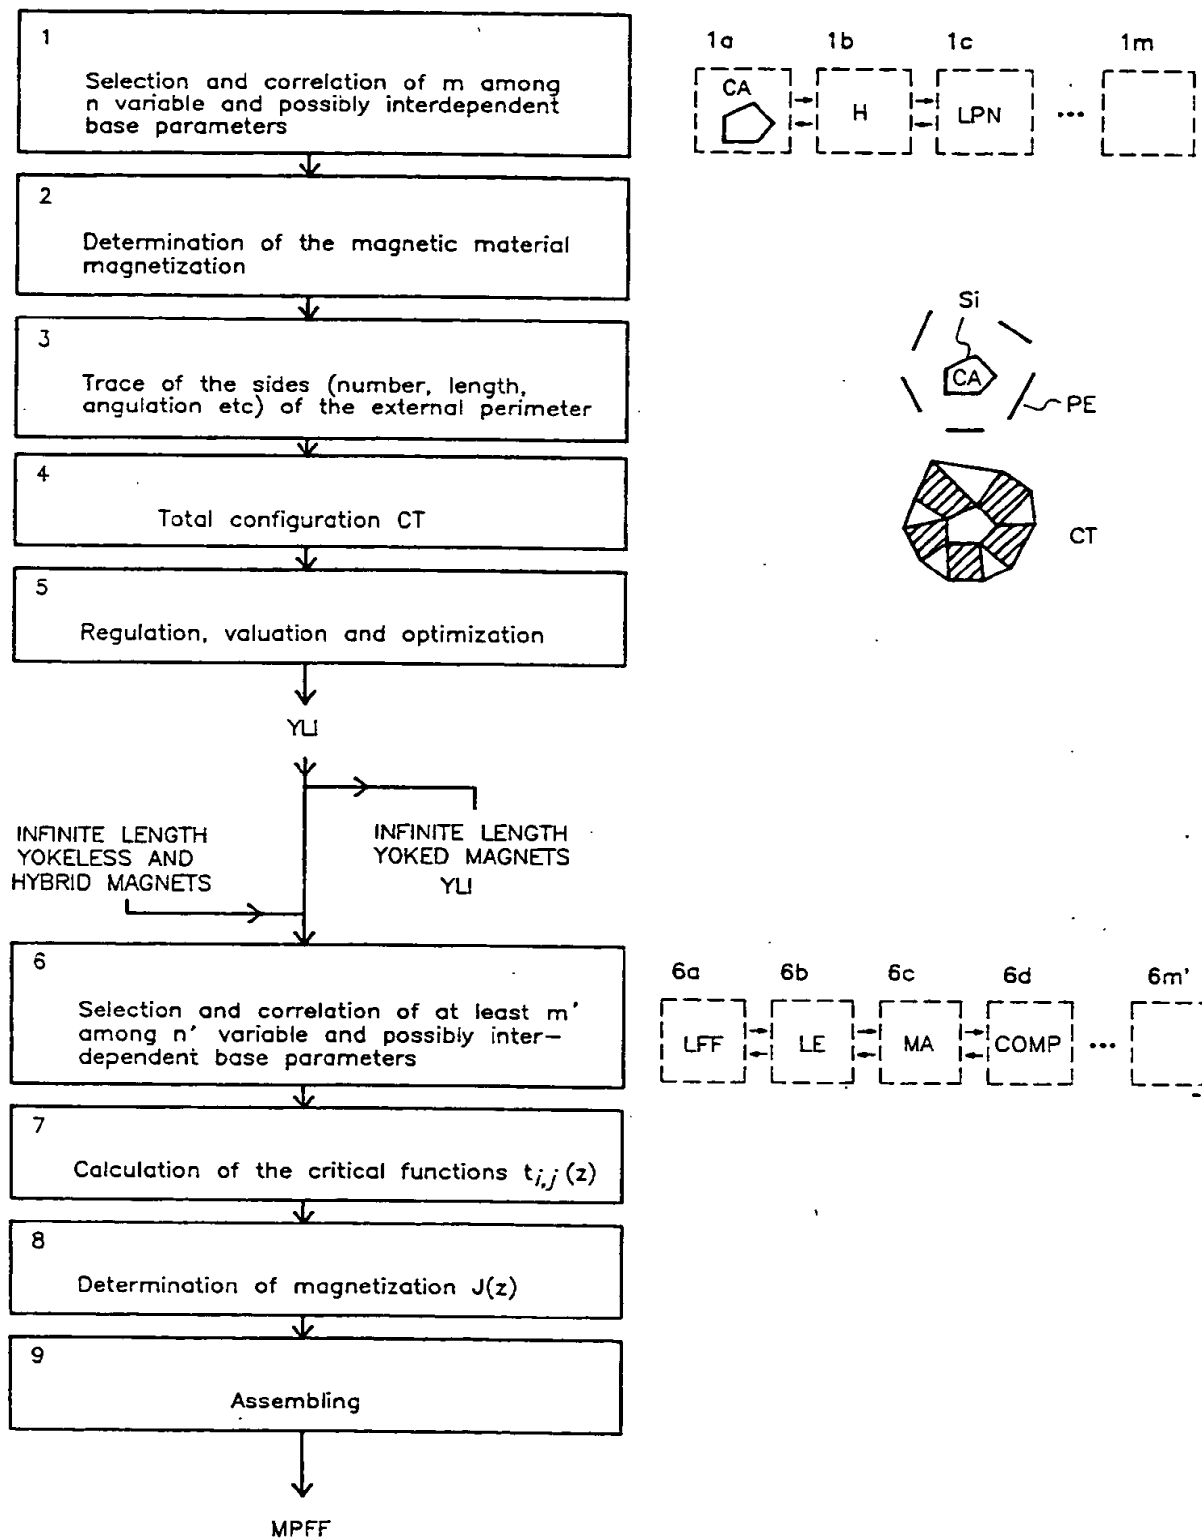 1
Selection and correlation of m among
n variable and possibly interdependent
base parameters
1a 1b 1c 1m
CA H LPN ...
2
Determination of the magnetic material
magnetization
3
Trace of the sides (number, length,
angulation etc) of the external perimeter
Si
CA
PE
4
Total configuration CT
CT
5
Regulation, valuation and optimization
YLI
INFINITE LENGTH
YOKELESS AND
HYBRID MAGNETS
INFINITE LENGTH
YOKED MAGNETS
YLI
6
Selection and correlation of at least m'
among n' variable and possibly inter-
dependent base parameters
6a 6b 6c 6d 6m'
LFF LE MA COMP ...
7
Calculation of the critical functions t i,j (z)
8
Determination of magnetization J(z)
9
Assembling
MPFF